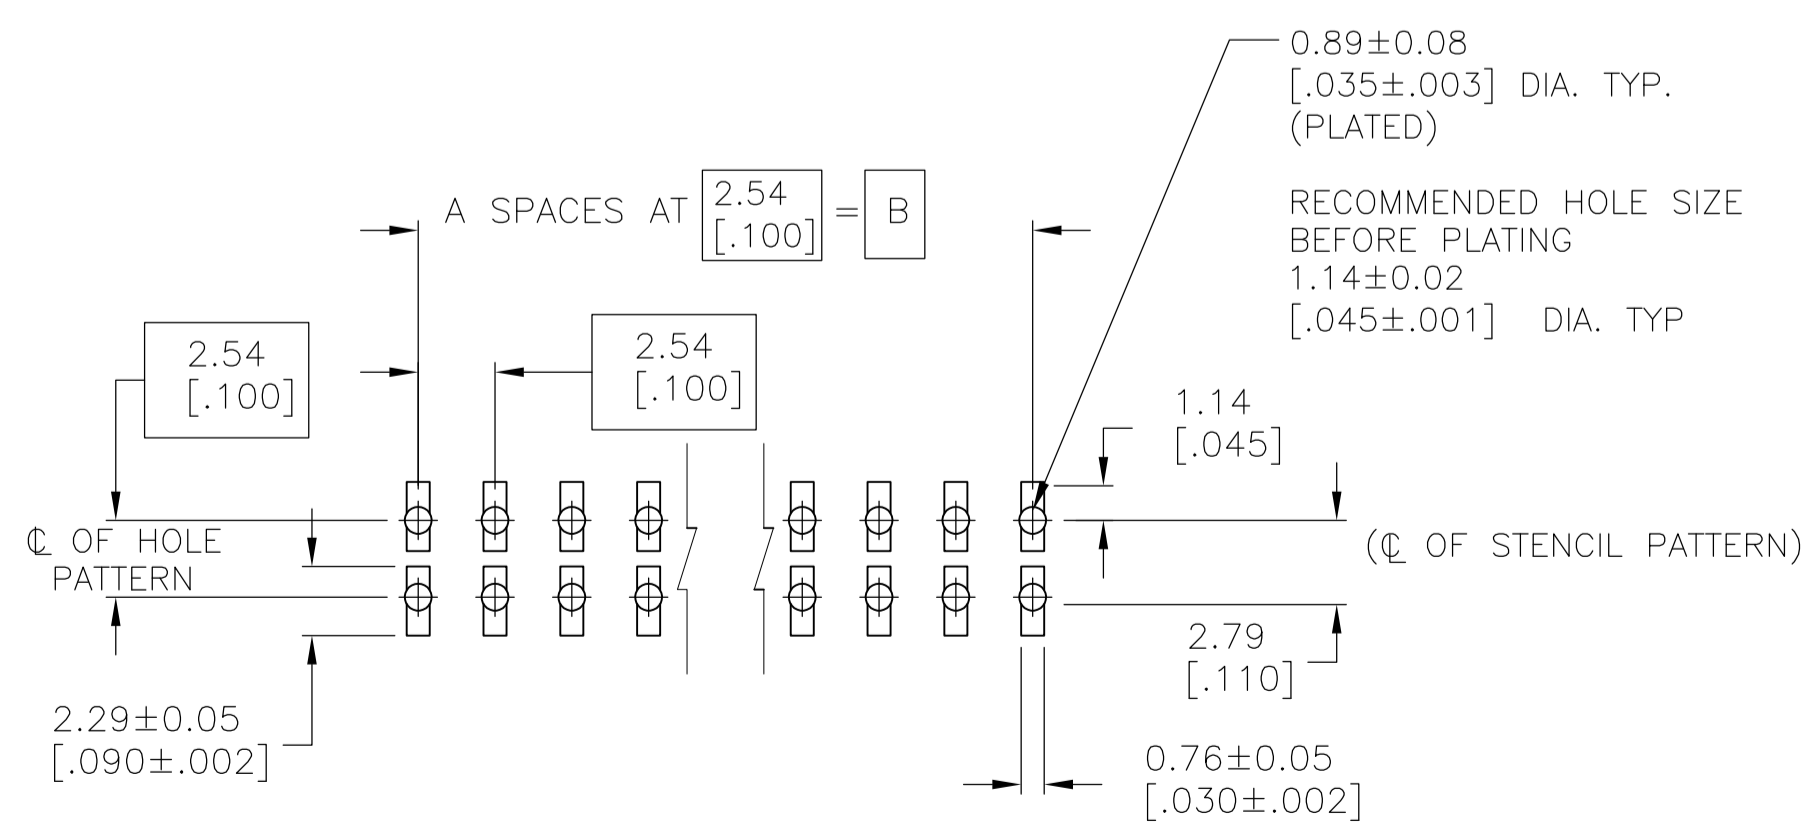 0.89±0.08
[.035±.003] DIA. TYP.
(PLATED)
RECOMMENDED HOLE SIZE
BEFORE PLATING
1.14±0.02
[.045±.001] DIA. TYP
A SPACES AT 2.54 [.100] = B
2.54
[.100]
2.54
[.100]
1.14
[.045]
℄ OF HOLE
PATTERN
(℄ OF STENCIL PATTERN)
2.79
[.110]
2.29±0.05
[.090±.002]
0.76±0.05
[.030±.002]